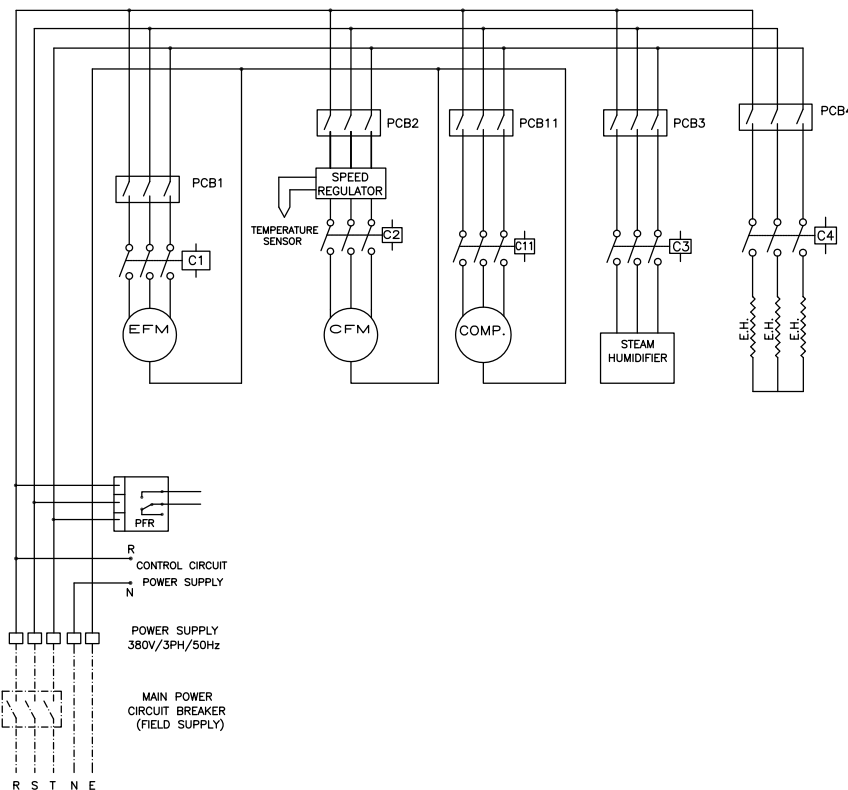 PCB2
PCB11
PCB3
PCB4
PCB1
SPEED
REGULATOR
TEMPERATURE
SENSOR
C1
C2
C11
C3
C4
EFM
CFM
COMP.
STEAM
HUMIDIFIER
E.H.
E.H.
E.H.
PFR
R
CONTROL CIRCUIT
POWER SUPPLY
N
POWER SUPPLY
380V/3PH/50Hz
MAIN POWER
CIRCUIT BREAKER
(FIELD SUPPLY)
R S T N E